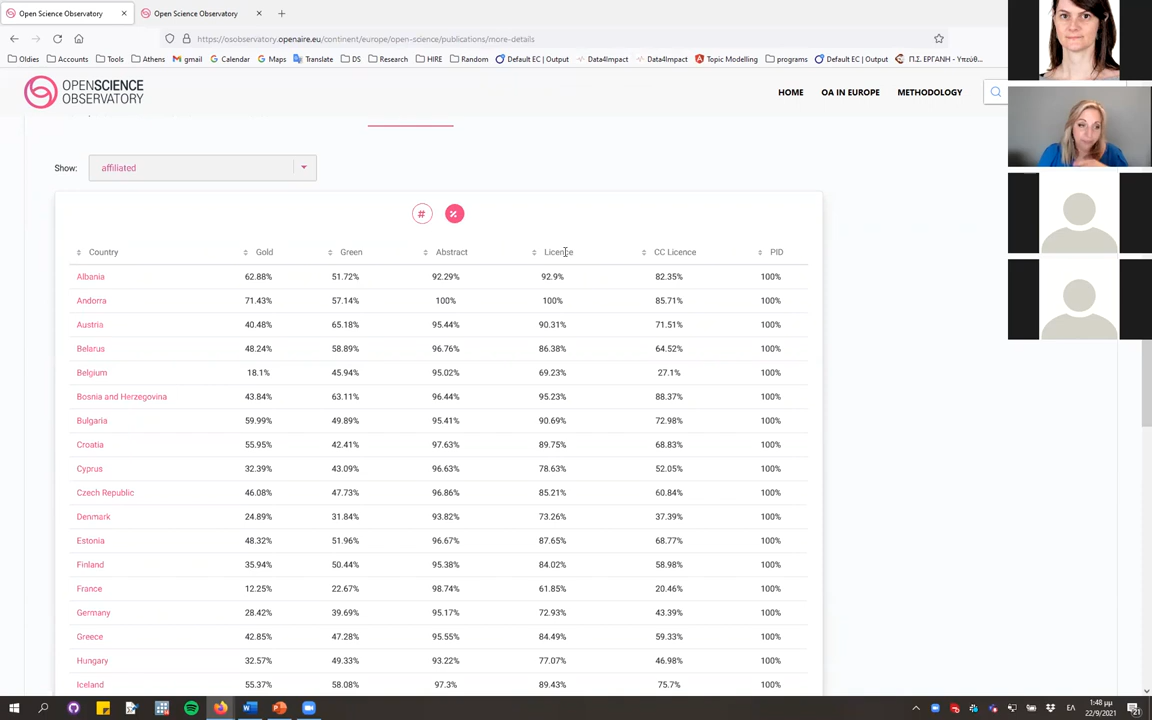 Open Science Observatory
Open Science Observatory
https://osobservatory.openaire.eu/continent/europe/open-science/publications/more-details
Oldies Accounts Tools Athens gmail Calendar Maps Translate DS Research HIRE Random Default EC | Output Data4Impact Data4Impact Topic Modelling programs Default EC | Output Π.Σ. ΕΡΓΑΝΗ - Υπεύθ...
OPENSCIENCE
OBSERVATORY
HOME OA IN EUROPE METHODOLOGY
Show: affiliated
# %
Country Gold Green Abstract Licence CC Licence PID
Albania 62.88% 51.72% 92.29% 92.9% 82.35% 100%
Andorra 71.43% 57.14% 100% 100% 85.71% 100%
Austria 40.48% 65.18% 95.44% 90.31% 71.51% 100%
Belarus 48.24% 58.89% 96.76% 86.38% 64.52% 100%
Belgium 18.1% 45.94% 95.02% 69.23% 27.1% 100%
Bosnia and Herzegovina 43.84% 63.11% 96.44% 95.23% 88.37% 100%
Bulgaria 59.99% 49.89% 95.41% 90.69% 72.98% 100%
Croatia 55.95% 42.41% 97.63% 89.75% 68.83% 100%
Cyprus 32.39% 43.09% 96.63% 78.63% 52.05% 100%
Czech Republic 46.08% 47.73% 96.86% 85.21% 60.84% 100%
Denmark 24.89% 31.84% 93.82% 73.26% 37.39% 100%
Estonia 48.32% 51.96% 96.67% 87.65% 68.77% 100%
Finland 35.94% 50.44% 95.38% 84.02% 58.98% 100%
France 12.25% 22.67% 98.74% 61.85% 20.46% 100%
Germany 28.42% 39.69% 95.17% 72.93% 43.39% 100%
Greece 42.85% 47.28% 95.55% 84.49% 59.33% 100%
Hungary 32.57% 49.33% 93.22% 77.07% 46.98% 100%
Iceland 55.37% 58.08% 97.3% 89.43% 75.7% 100%
ΕΛ 1:48 μμ
22/9/2021 21